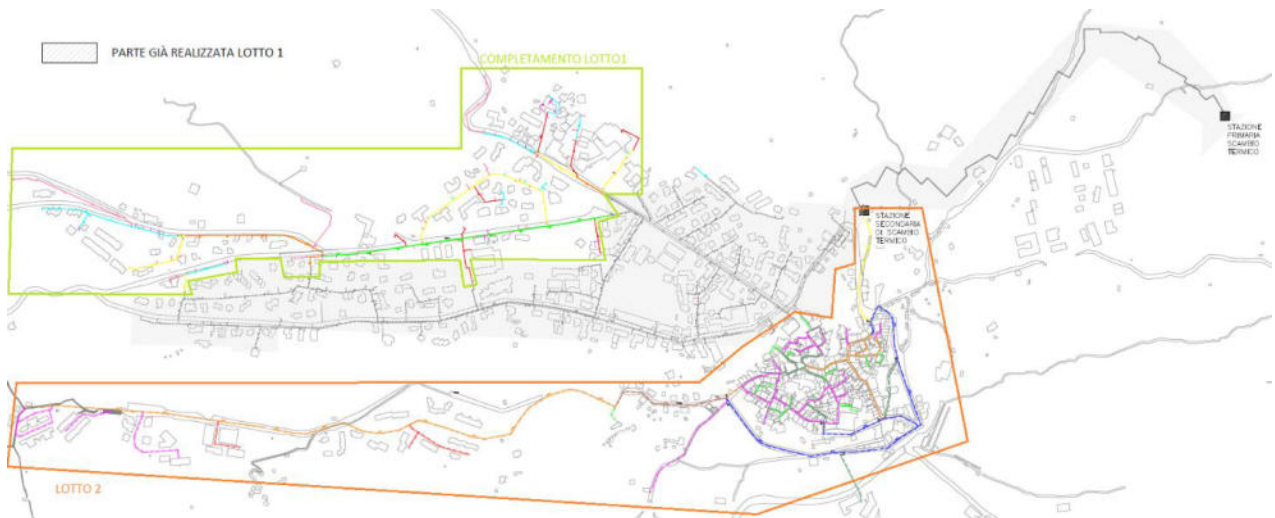 PARTE GIÀ REALIZZATA LOTTO 1
COMPLETAMENTO LOTTO1
STAZIONE
PRIMARIA
SCAMBIO
TERMICO
STAZIONE
SECONDARIA
DI SCAMBIO
TERMICO
LOTTO 2